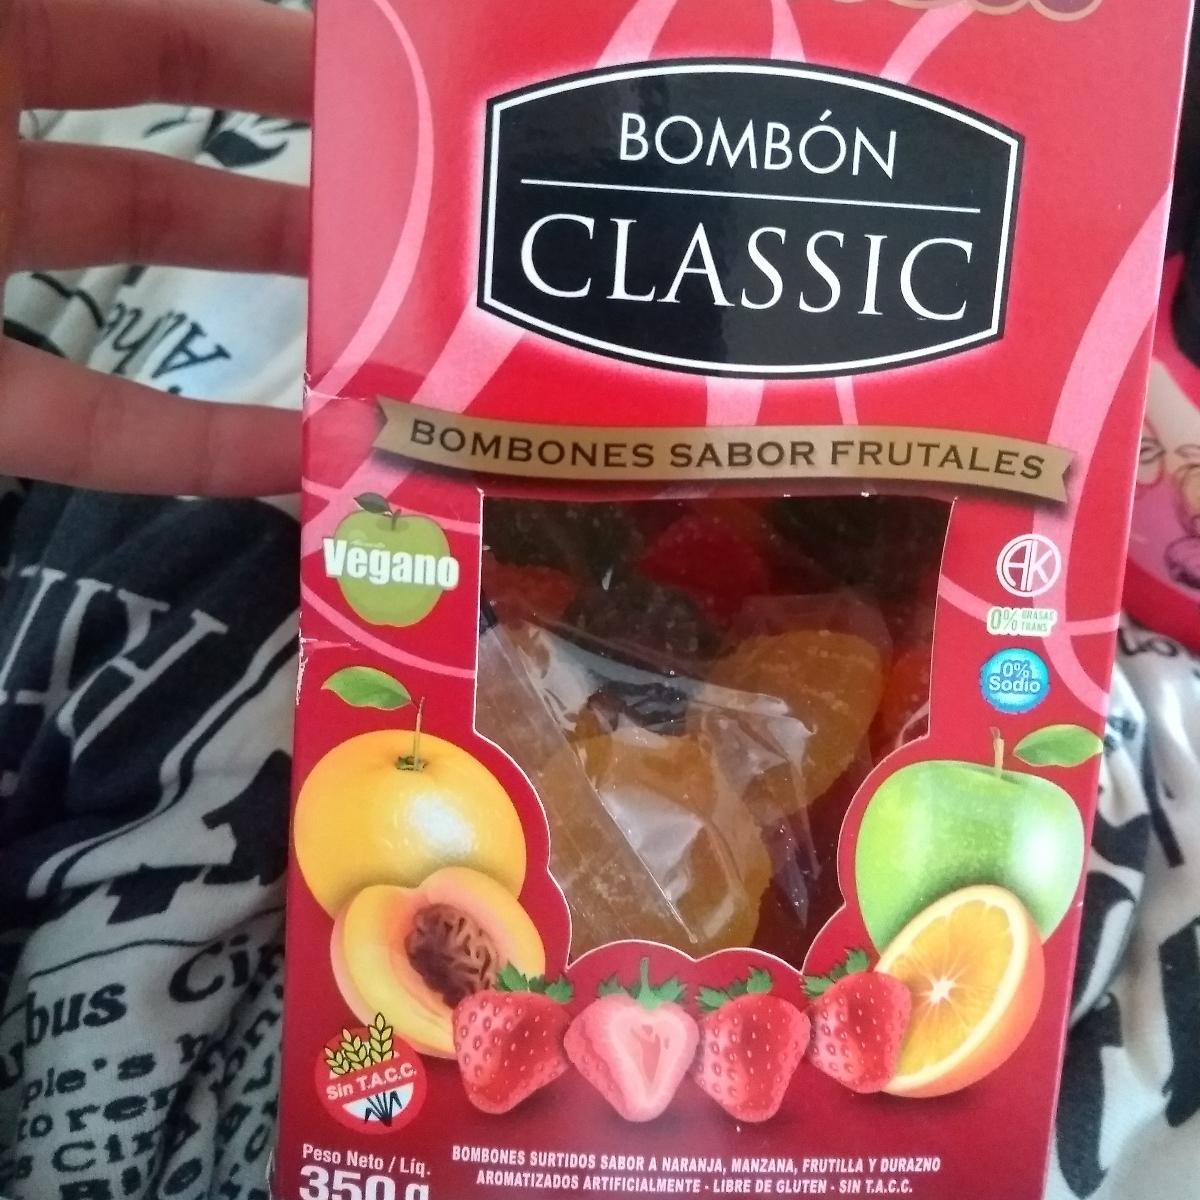 BOMBÓN
CLASSIC
BOMBONES SABOR FRUTALES
Vegano
AK
0% GRASAS
TRANS
0%
Sodio
Sin T.A.C.C.
Peso Neto / Líq.
350 g
BOMBONES SURTIDOS SABOR A NARANJA, MANZANA, FRUTILLA Y DURAZNO
AROMATIZADOS ARTIFICIALMENTE - LIBRE DE GLUTEN - SIN T.A.C.C.